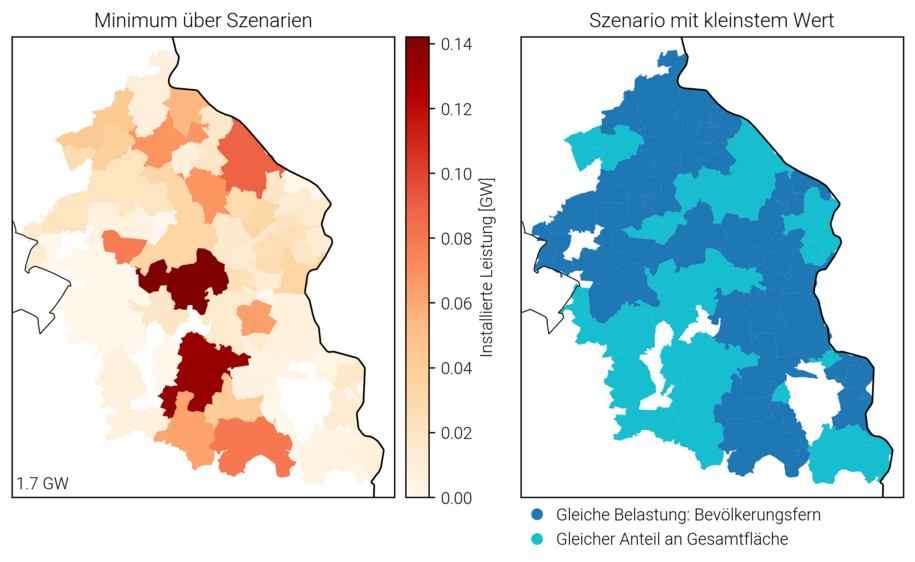 Minimum über Szenarien
Szenario mit kleinstem Wert
0.14
0.12
0.10
0.08
0.06
0.04
0.02
0.00
Installierte Leistung [GW]
1.7 GW
Gleiche Belastung: Bevölkerungsfern
Gleicher Anteil an Gesamtfläche